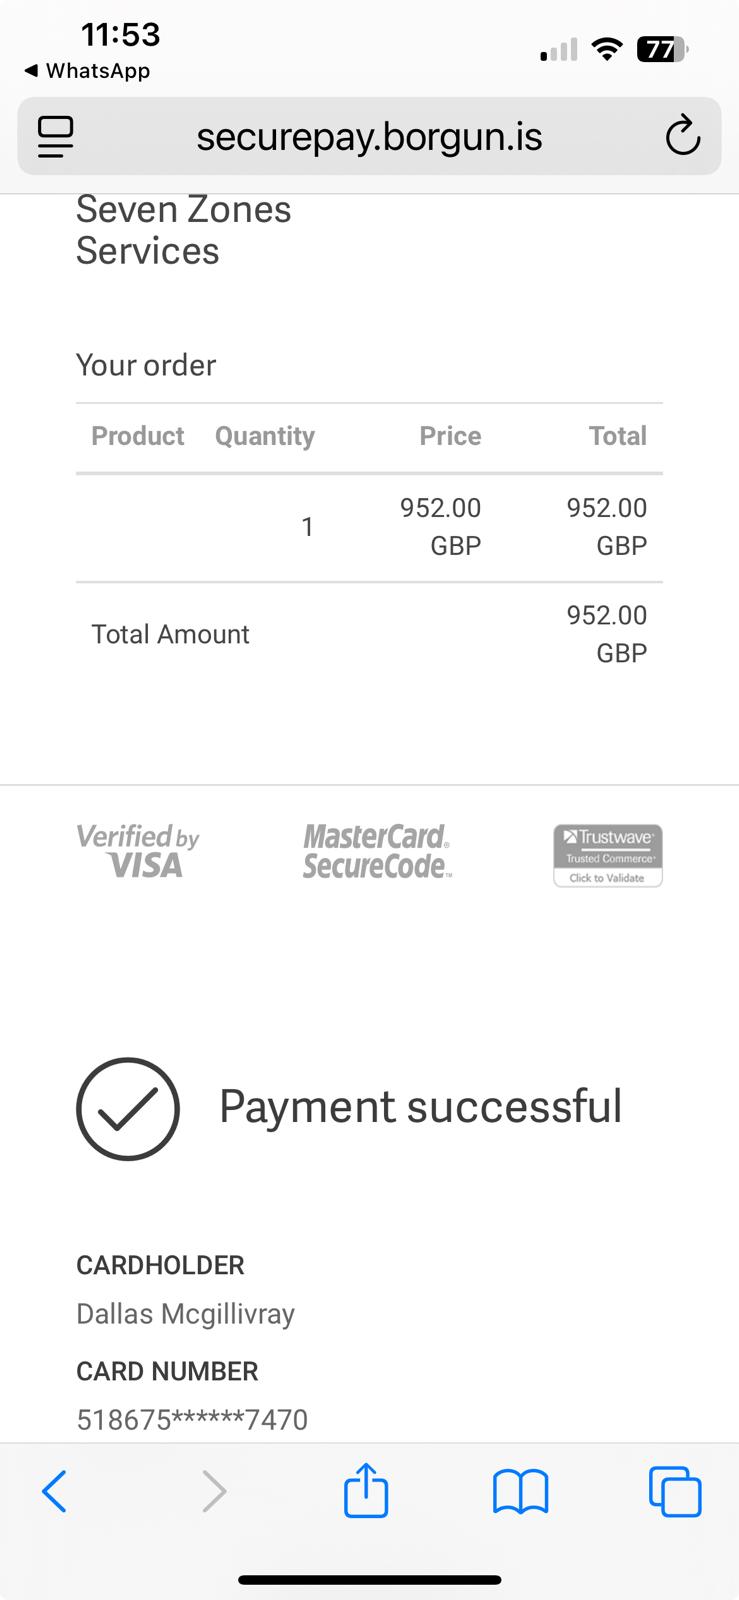 11:53
77
◀ WhatsApp
securepay.borgun.is
Seven Zones
Services
Your order
Product Quantity Price Total
1 952.00 GBP 952.00 GBP
Total Amount 952.00 GBP
Verified by VISA
MasterCard® SecureCode™
Trustwave®
Trusted Commerce®
Click to Validate
Payment successful
CARDHOLDER
Dallas Mcgillivray
CARD NUMBER
518675******7470